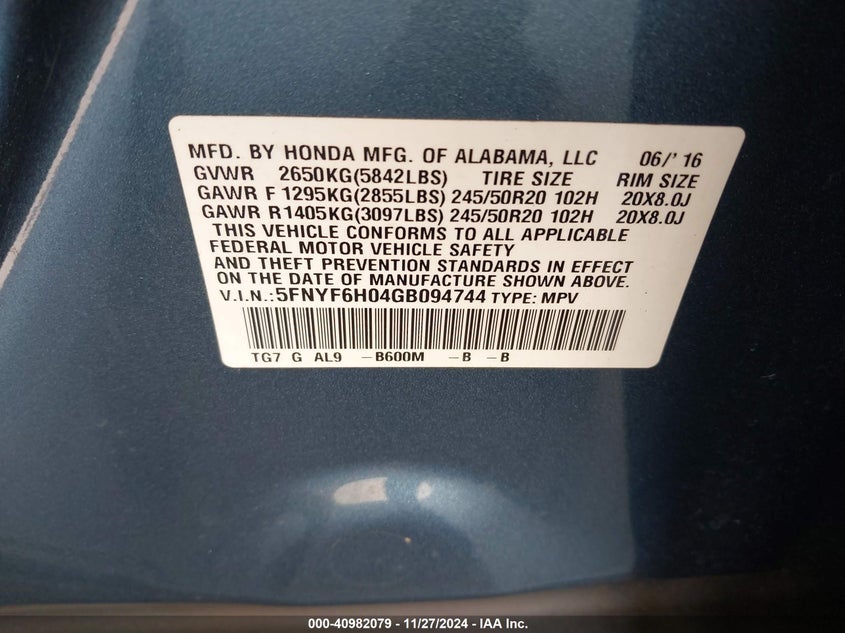 MFD. BY HONDA MFG. OF ALABAMA, LLC 06/'16
GVWR 2650KG(5842LBS) TIRE SIZE RIM SIZE
GAWR F 1295KG(2855LBS) 245/50R20 102H 20X8.0J
GAWR R 1405KG(3097LBS) 245/50R20 102H 20X8.0J
THIS VEHICLE CONFORMS TO ALL APPLICABLE
FEDERAL MOTOR VEHICLE SAFETY
AND THEFT PREVENTION STANDARDS IN EFFECT
ON THE DATE OF MANUFACTURE SHOWN ABOVE.
V.I.N.:5FNYF6H04GB094744 TYPE: MPV
TG7 G AL9 -B600M -B -B
000-40982079 - 11/27/2024 - IAA Inc.